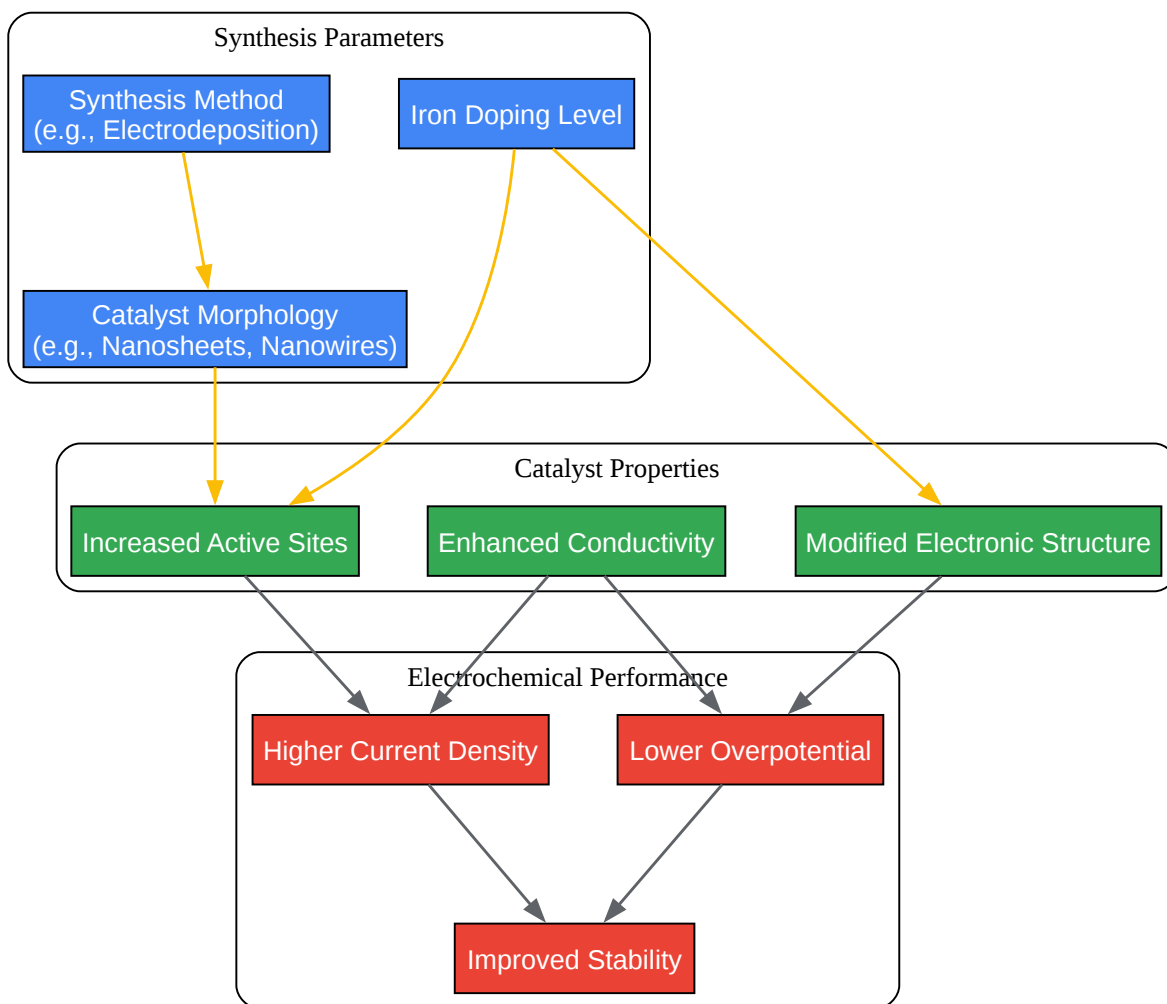 Synthesis Parameters
Synthesis Method
(e.g., Electrodeposition)
Iron Doping Level
Catalyst Morphology
(e.g., Nanosheets, Nanowires)
Catalyst Properties
Increased Active Sites
Enhanced Conductivity
Modified Electronic Structure
Electrochemical Performance
Higher Current Density
Lower Overpotential
Improved Stability